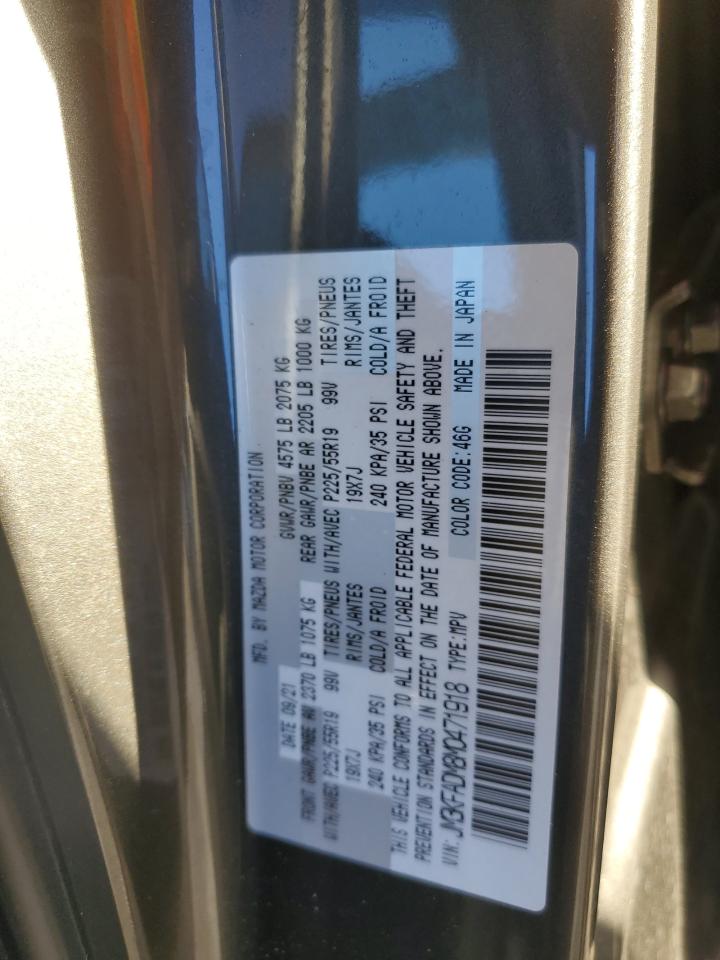 MFD. BY MAZDA MOTOR CORPORATION
DATE 09/21 GVWR/PNBV 4575 LB 2075 KG
FRONT GAWR/PNBE AV 2370 LB 1075 KG REAR GAWR/PNBE AR 2205 LB 1000 KG
WITH/AVEC P225/55R19 99V TIRES/PNEUS WITH/AVEC P225/55R19 99V TIRES/PNEUS
19X7J RIMS/JANTES 19X7J RIMS/JANTES
240 KPA/35 PSI COLD/A FROID 240 KPA/35 PSI COLD/A FROID
THIS VEHICLE CONFORMS TO ALL APPLICABLE FEDERAL MOTOR VEHICLE SAFETY AND THEFT
PREVENTION STANDARDS IN EFFECT ON THE DATE OF MANUFACTURE SHOWN ABOVE.
VIN: JM3KFADM8M0471918 TYPE:MPV COLOR CODE:46G MADE IN JAPAN